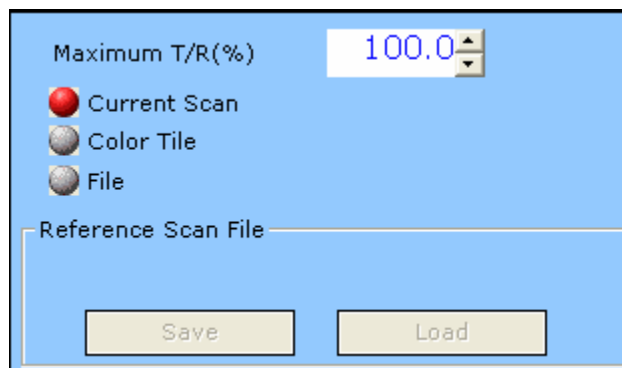 Maximum T/R(%) 100.0
Current Scan
Color Tile
File
Reference Scan File
Save Load